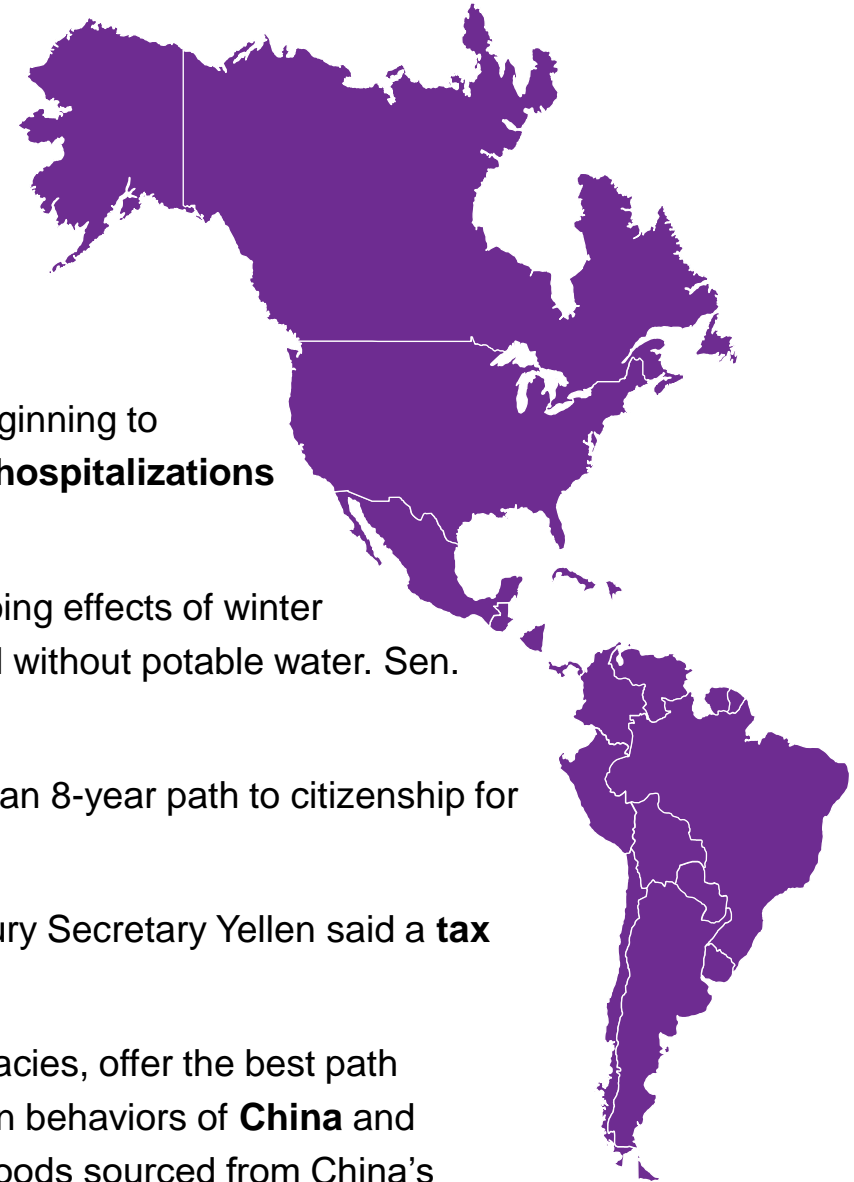 ginning to
hospitalizations
ing effects of winter
without potable water. Sen.
an 8-year path to citizenship for
ury Secretary Yellen said a tax
acies, offer the best path
n behaviors of China and
oods sourced from China's